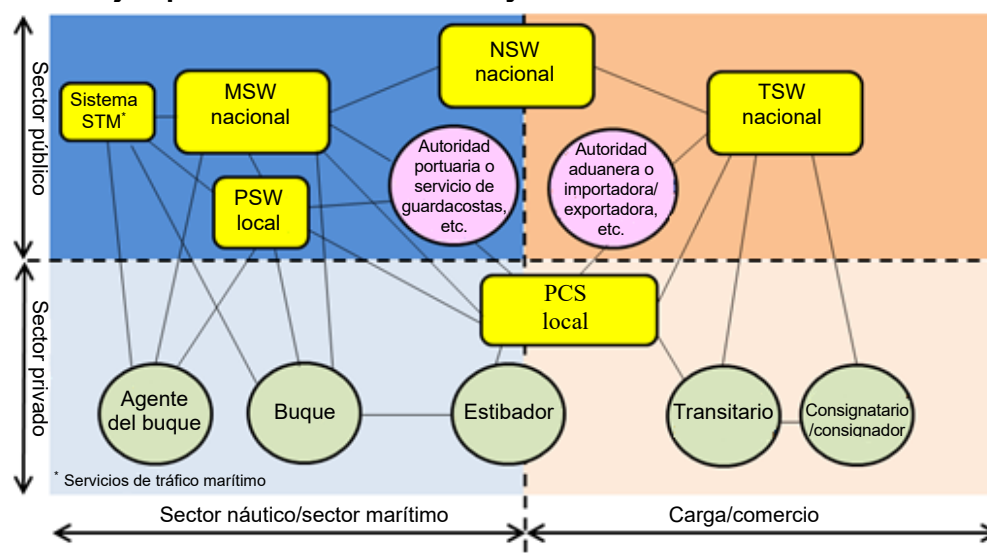 Sector público
Sector privado
NSW
nacional
Sistema
STM*
MSW
nacional
TSW
nacional
Autoridad
portuaria o
servicio de
guardacostas,
etc.
Autoridad
aduanera o
importadora/
exportadora,
etc.
PSW
local
PCS
local
Agente
del buque
Buque
Estibador
Transitario
Consignatario
/consignador
* Servicios de tráfico marítimo
Sector náutico/sector marítimo
Carga/comercio